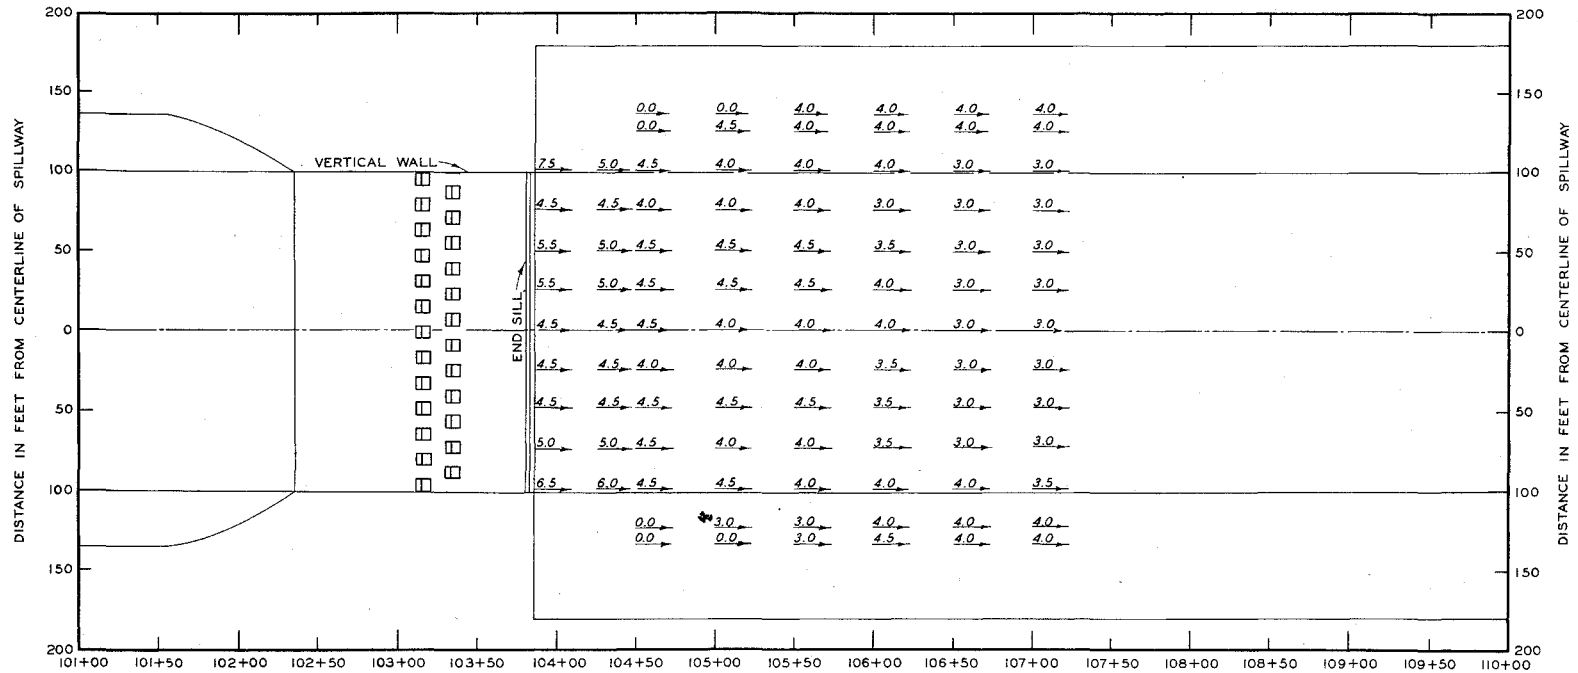 200 200
150 150
100 100
50 50
0 0
50 50
100 100
150 150
200 200
DISTANCE IN FEET FROM CENTERLINE OF SPILLWAY
DISTANCE IN FEET FROM CENTERLINE OF SPILLWAY
VERTICAL WALL
END SILL
0.0 0.0 4.0 4.0 4.0 4.0
0.0 4.5 4.0 4.0 4.0 4.0
7.5 5.0 4.5 4.0 4.0 4.0 3.0 3.0
4.5 4.5 4.0 4.0 4.0 3.0 3.0 3.0
5.5 5.0 4.5 4.5 4.5 3.5 3.0 3.0
5.5 5.0 4.5 4.5 4.5 4.0 3.0 3.0
4.5 4.5 4.5 4.0 4.0 4.0 3.0 3.0
4.5 4.5 4.0 4.0 4.0 3.5 3.0 3.0
4.5 4.5 4.5 4.5 4.5 3.5 3.0 3.0
5.0 5.0 4.5 4.0 4.0 3.5 3.0 3.0
6.5 6.0 4.5 4.5 4.0 4.0 4.0 3.5
0.0 3.0 3.0 4.0 4.0 4.0
0.0 0.0 3.0 4.5 4.0 4.0
101+00 101+50 102+00 102+50 103+00 103+50 104+00 104+50 105+00 105+50 106+00 106+50 107+00 107+50 108+00 108+50 109+00 109+50 110+00